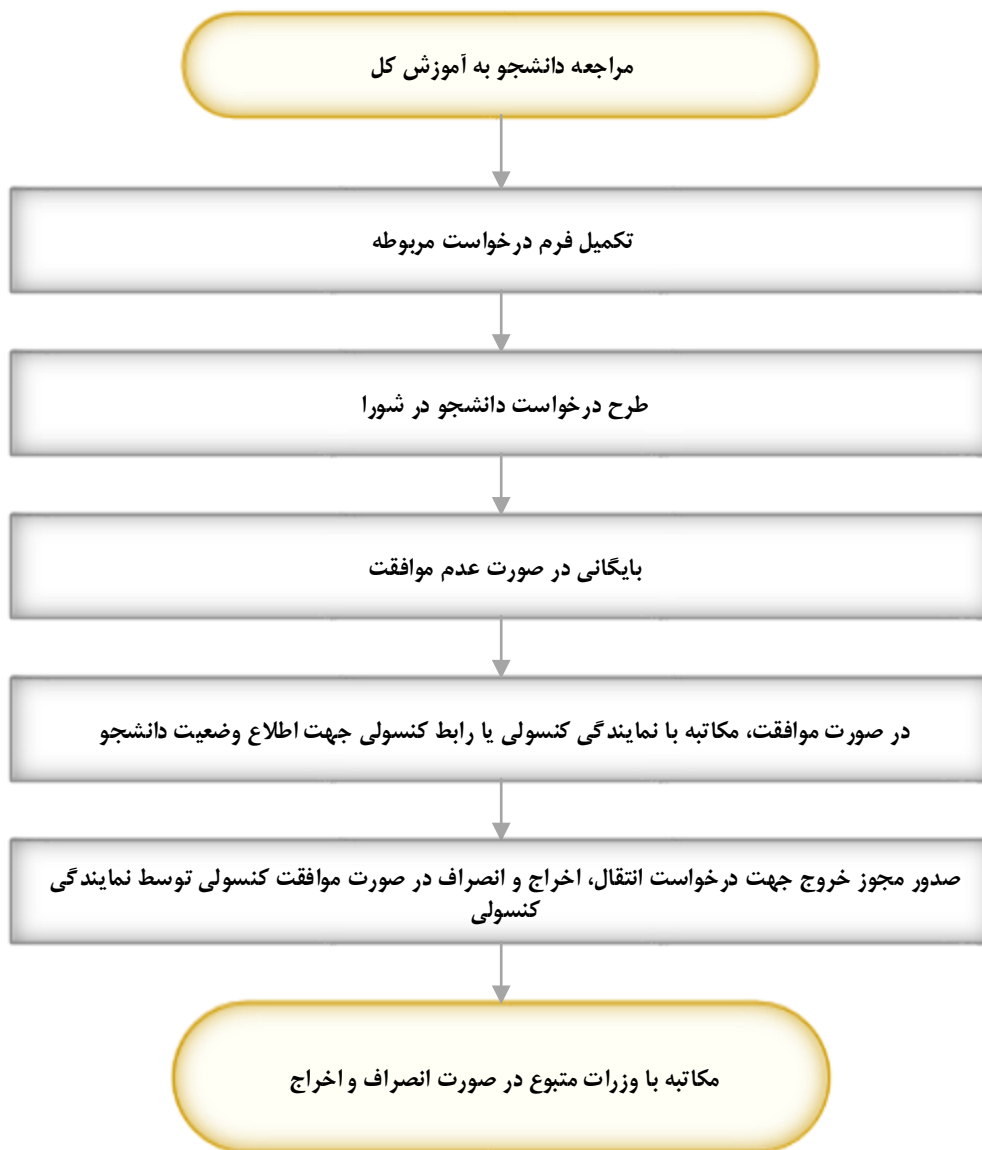 مراجعه دانشجو به آموزش کل
تکمیل فرم درخواست مربوطه
طرح درخواست دانشجو در شورا
بایگانی در صورت عدم موافقت
در صورت موافقت، مکاتبه با نمایندگی کنسولی یا رابط کنسولی جهت اطلاع وضعیت دانشجو
صدور مجوز خروج جهت درخواست انتقال، اخراج و انصراف در صورت موافقت کنسولی توسط نمایندگی
کنسولی
مکاتبه با وزرات متبوع در صورت انصراف و اخراج